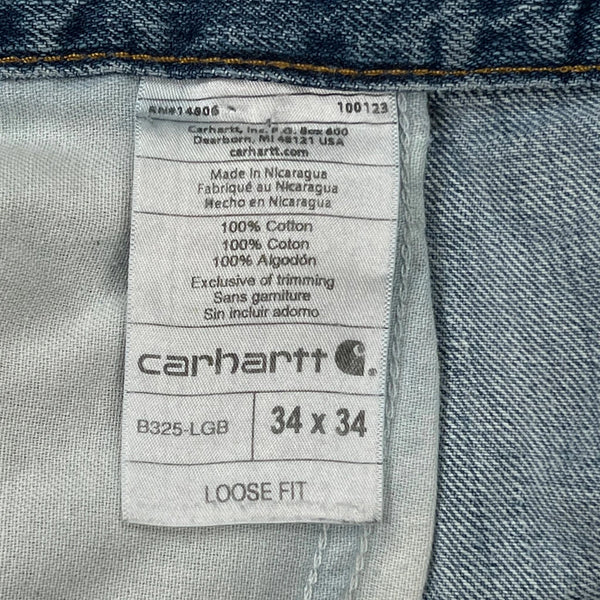 RN#14806 100123
Carhartt, Inc. P.O. Box 600
Dearborn, MI 48121 USA
carhartt.com
Made in Nicaragua
Fabriqué au Nicaragua
Hecho en Nicaragua
100% Cotton
100% Coton
100% Algodón
Exclusive of trimming
Sans garniture
Sin incluir adorno
carhartt
B325-LGB 34 x 34
LOOSE FIT